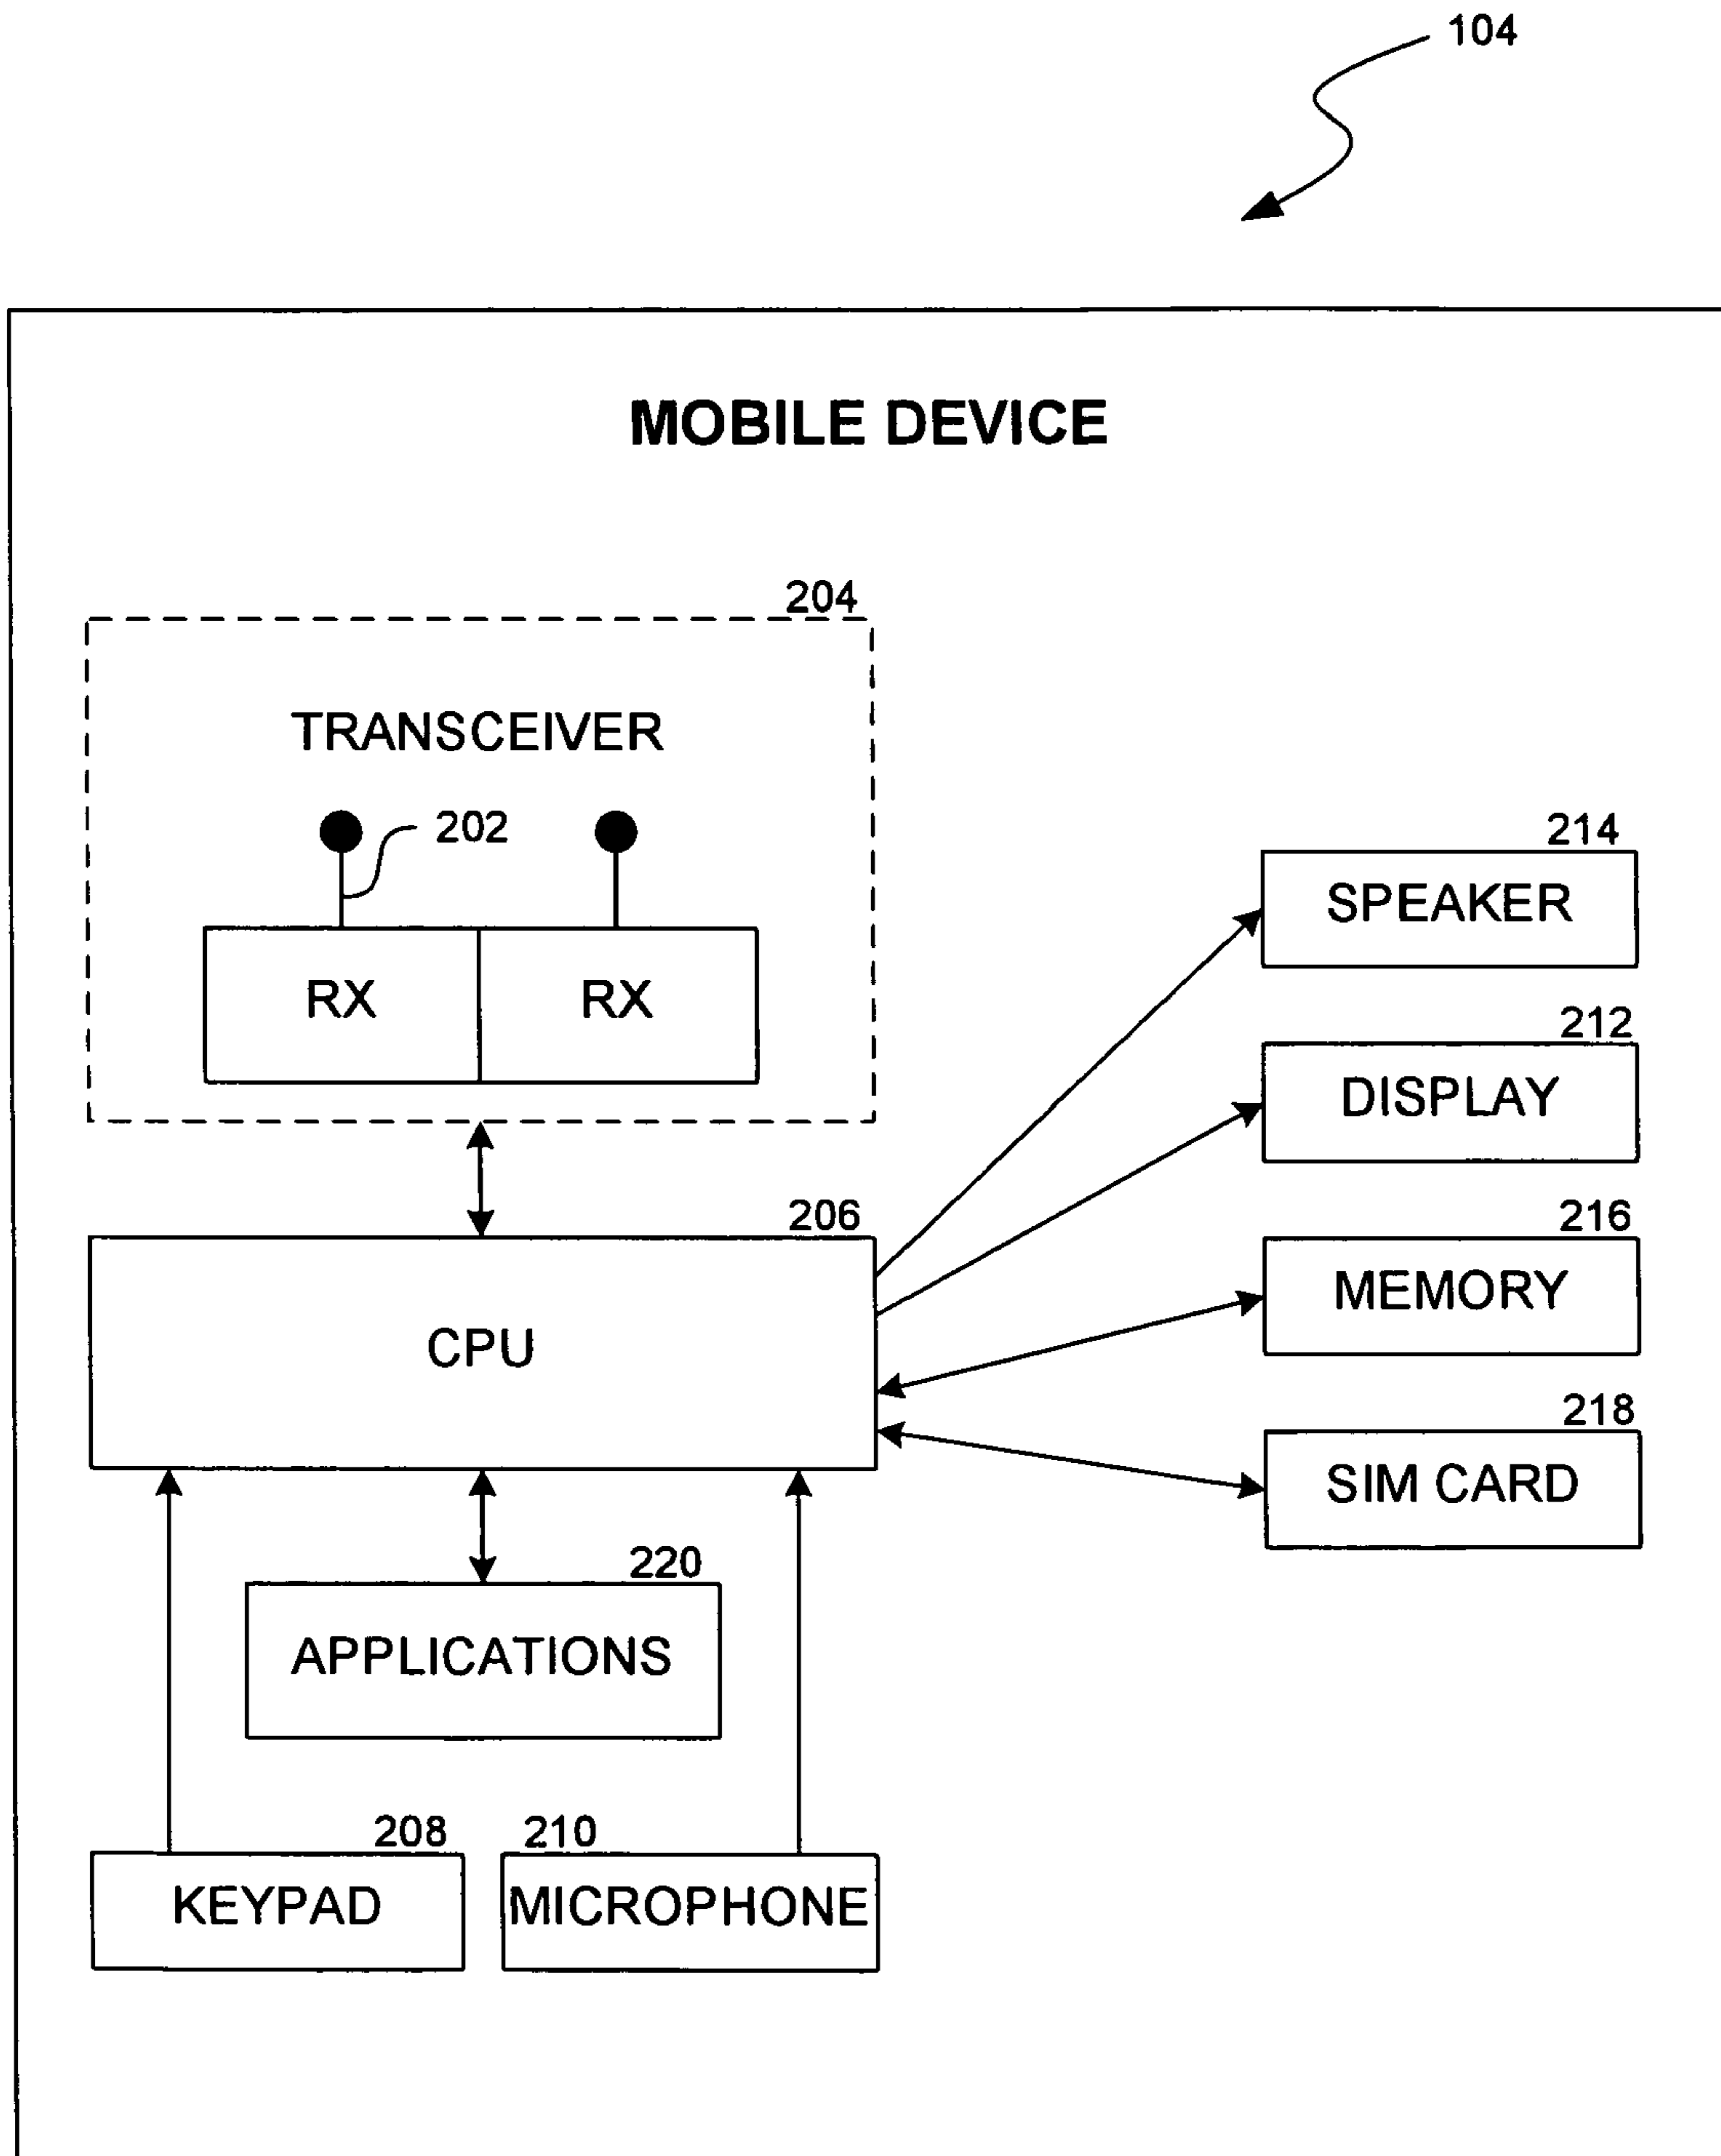 104
MOBILE DEVICE
204
TRANSCEIVER
202
RX RX
214
SPEAKER
212
DISPLAY
206
CPU
216
MEMORY
218
SIM CARD
220
APPLICATIONS
208
KEYPAD
210
MICROPHONE